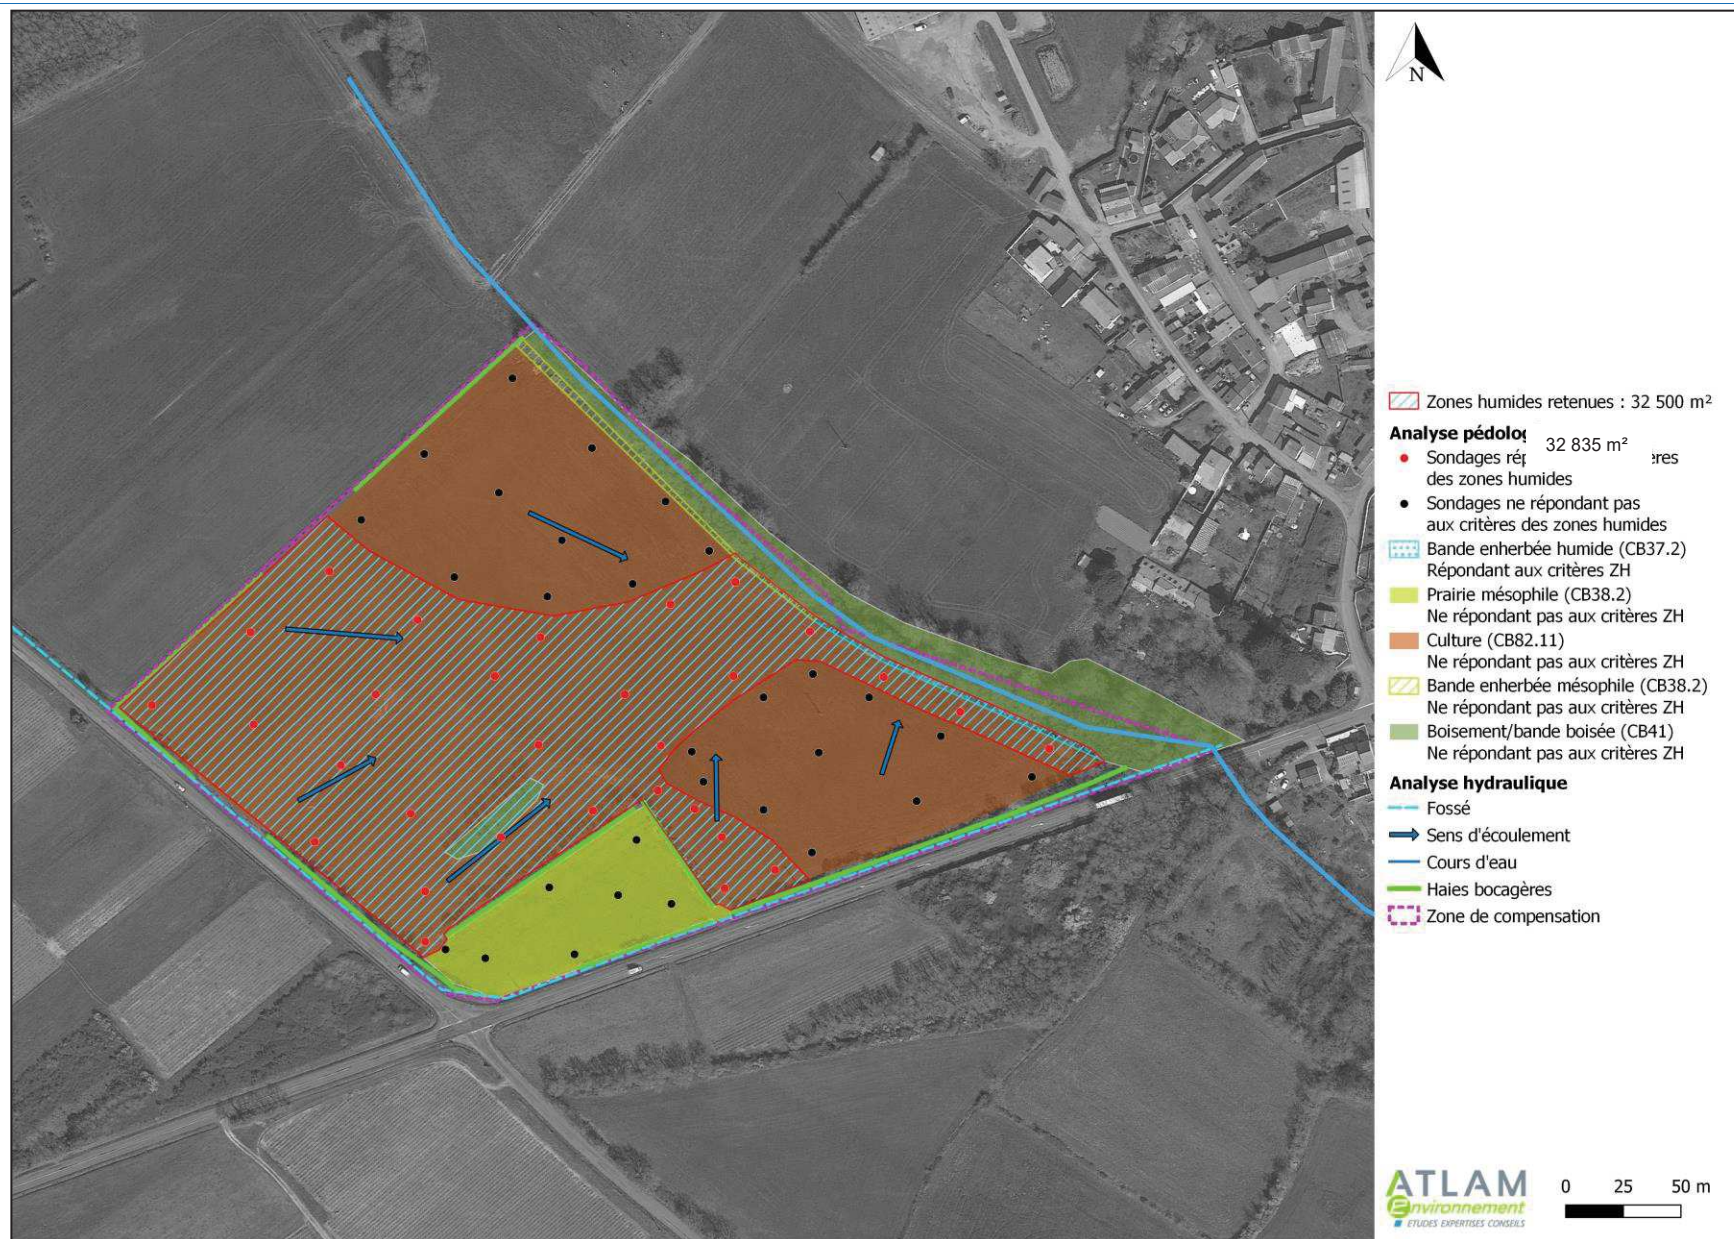 N
Zones humides retenues : 32 500 m²
Analyse pédolog
32 835 m²
Sondages rép ères
des zones humides
Sondages ne répondant pas
aux critères des zones humides
Bande enherbée humide (CB37.2)
Répondant aux critères ZH
Prairie mésophile (CB38.2)
Ne répondant pas aux critères ZH
Culture (CB82.11)
Ne répondant pas aux critères ZH
Bande enherbée mésophile (CB38.2)
Ne répondant pas aux critères ZH
Boisement/bande boisée (CB41)
Ne répondant pas aux critères ZH
Analyse hydraulique
Fossé
Sens d'écoulement
Cours d'eau
Haies bocagères
Zone de compensation
ATLAM
Environnement
ETUDES EXPERTISES CONSEILS
0 25 50 m